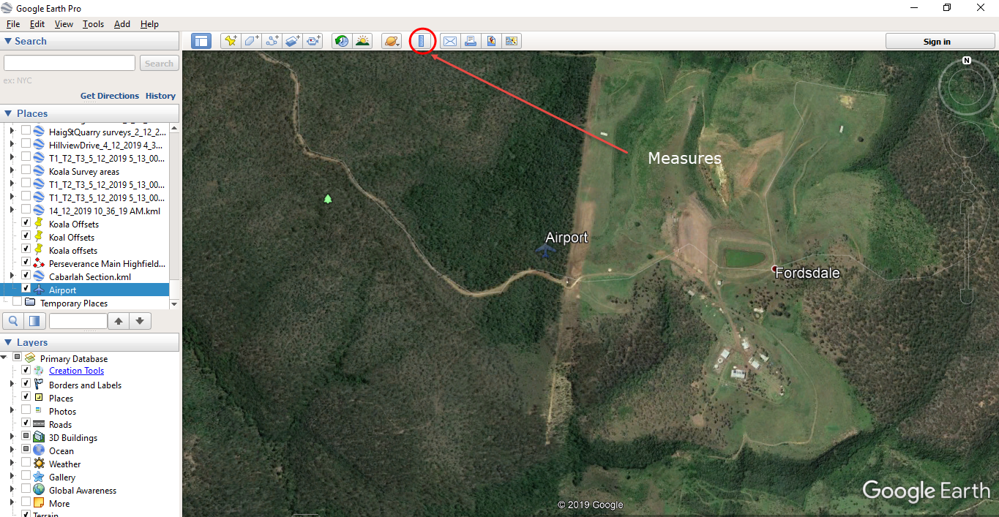 Google Earth Pro
File Edit View Tools Add Help
Search
Sign in
Search
ex: NYC
Get Directions History
Places
HaigStQuarry surveys_2_12_2...
HillviewDrive_4_12_2019 4_3...
T1_T2_T3_5_12_2019 5_13_00...
Koala Survey areas
T1_T2_T3_5_12_2019 5_13_00...
T1_T2_T3_5_12_2019 5_13_00...
14_12_2019 10_36_19 AM.kml
Koala Offsets
Koal Offsets
Koala offsets
Perseverance Main Highfield...
Cabarlah Section.kml
Airport
Temporary Places
Layers
Primary Database
Creation Tools
Borders and Labels
Places
Photos
Roads
3D Buildings
Ocean
Weather
Gallery
Global Awareness
More
Terrain
N
Measures
Airport
Fordsdale
© 2019 Google
Google Earth